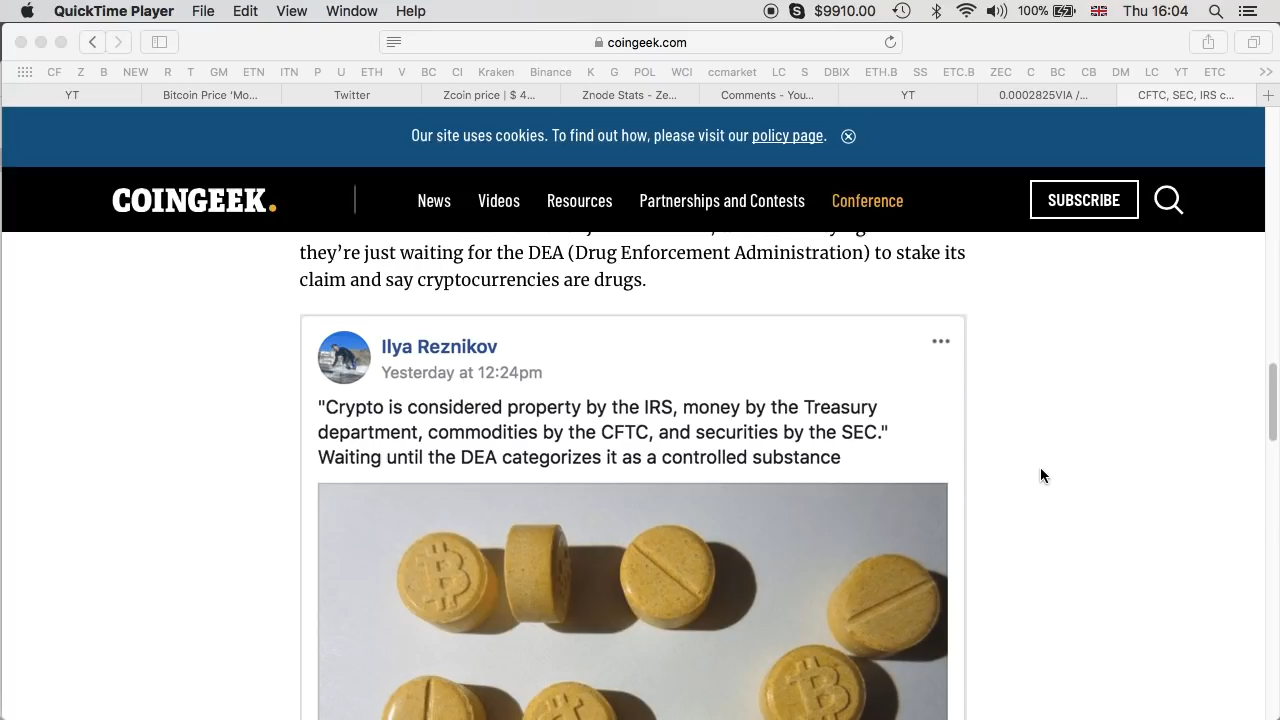 QuickTime Player File Edit View Window Help $9910.00 100% Thu 16:04
coingeek.com
CF Z B NEW R T GM ETN ITN P U ETH V BC CI Kraken Binance K G POL WCI ccmarket LC S DBIX ETH.B SS ETC.B ZEC C BC CB DM LC YT ETC >>
YT Bitcoin Price 'Mo... Twitter Zcoin price | $ 4... Znode Stats - Ze... Comments - You... YT 0.0002825VIA /... CFTC, SEC, IRS c...
Our site uses cookies. To find out how, please visit our policy page.
COINGEEK. News Videos Resources Partnerships and Contests Conference SUBSCRIBE
they're just waiting for the DEA (Drug Enforcement Administration) to stake its
claim and say cryptocurrencies are drugs.
Ilya Reznikov
Yesterday at 12:24pm
"Crypto is considered property by the IRS, money by the Treasury
department, commodities by the CFTC, and securities by the SEC."
Waiting until the DEA categorizes it as a controlled substance